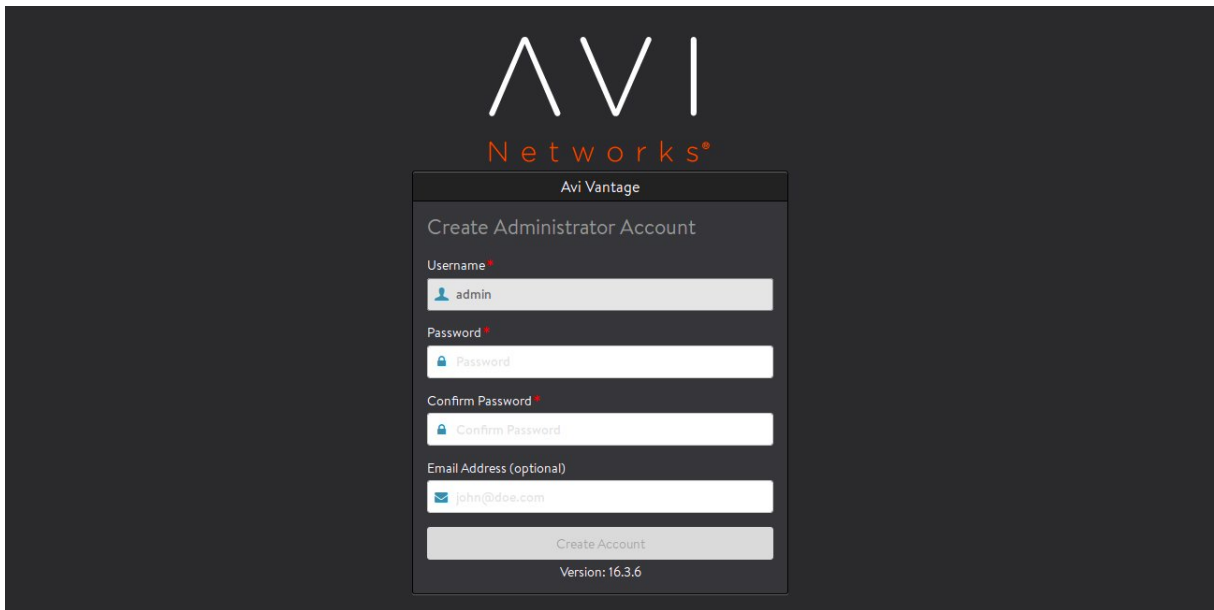 AVI
Networks®
Avi Vantage
Create Administrator Account
Username*
admin
Password*
Password
Confirm Password*
Confirm Password
Email Address (optional)
john@doe.com
Create Account
Version: 16.3.6